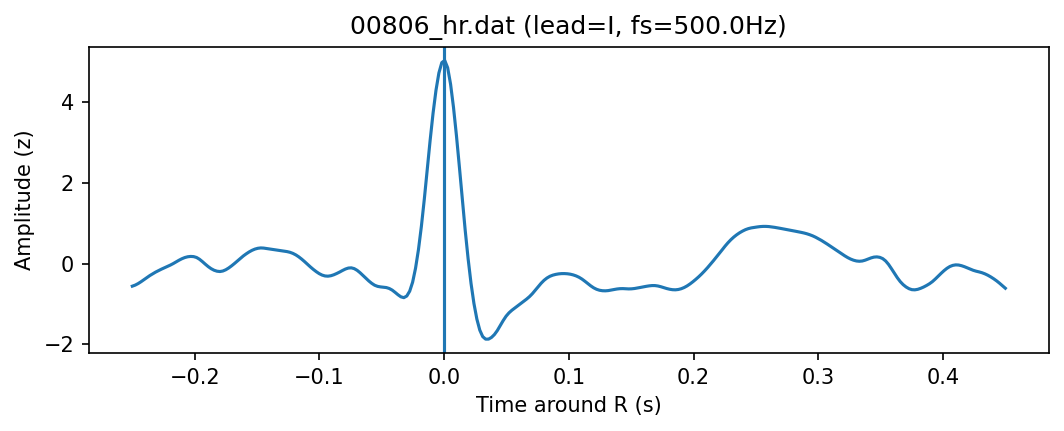 00806_hr.dat (lead=I, fs=500.0Hz)
Amplitude (z)
4
2
0
−2
−0.2 −0.1 0.0 0.1 0.2 0.3 0.4
Time around R (s)